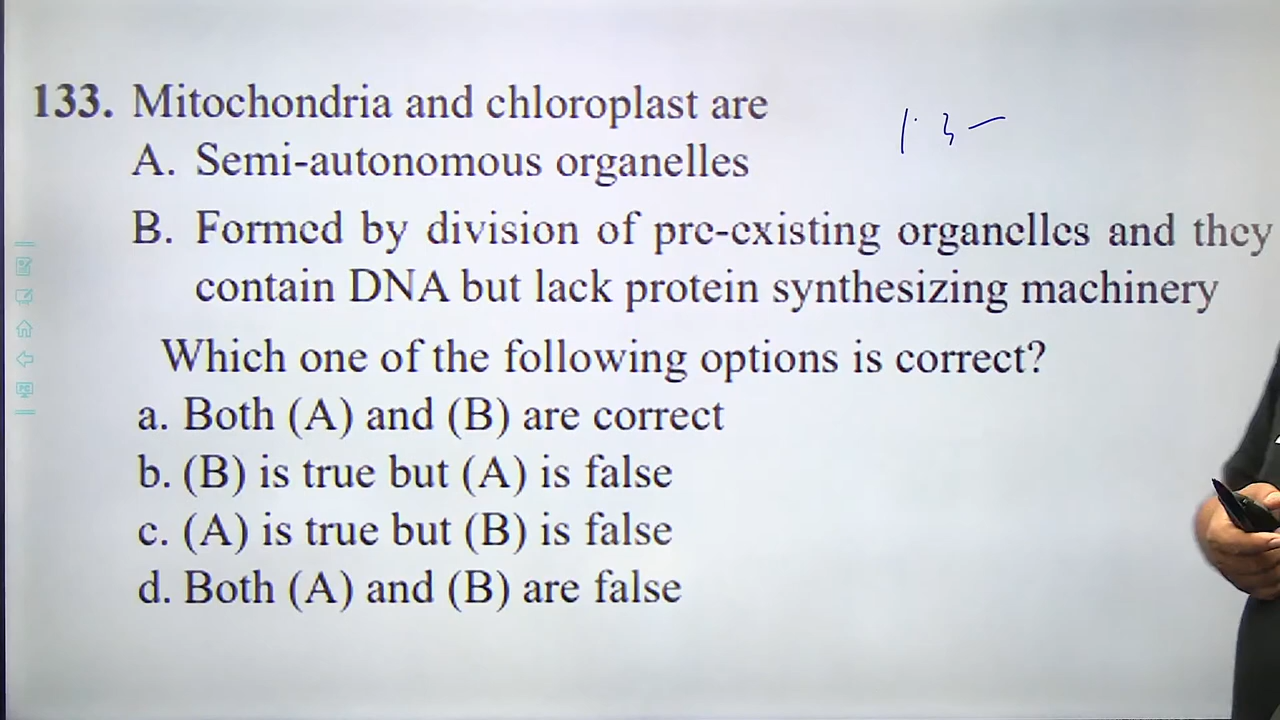 133. Mitochondria and chloroplast are
A. Semi-autonomous organelles
B. Formed by division of pre-existing organelles and they
contain DNA but lack protein synthesizing machinery
Which one of the following options is correct?
a. Both (A) and (B) are correct
b. (B) is true but (A) is false
c. (A) is true but (B) is false
d. Both (A) and (B) are false